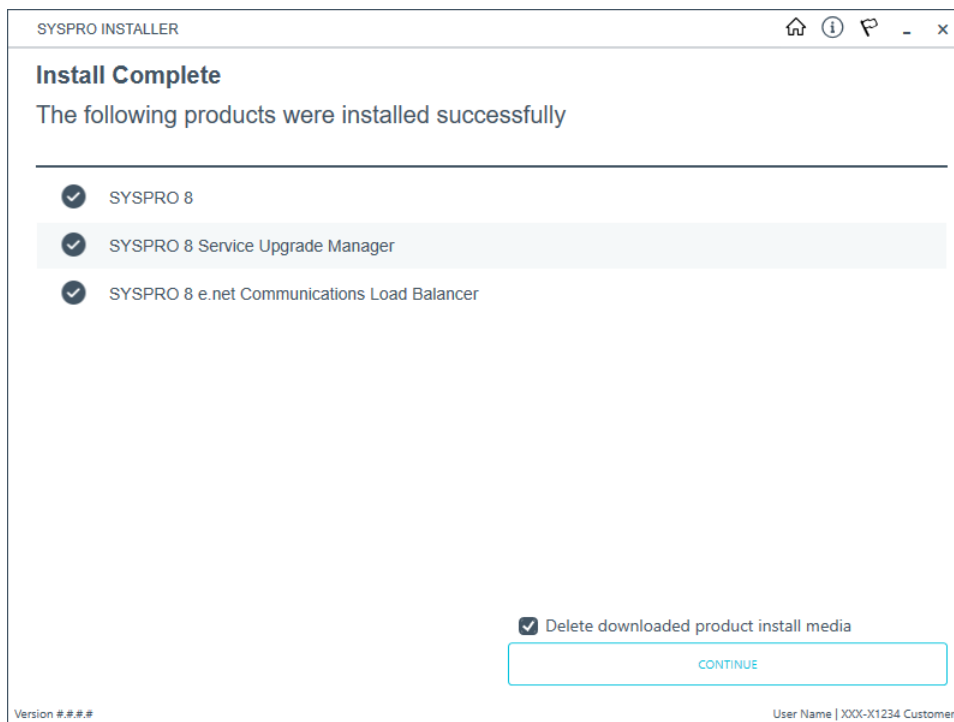 SYSPRO INSTALLER
Install Complete
The following products were installed successfully
SYSPRO 8
SYSPRO 8 Service Upgrade Manager
SYSPRO 8 e.net Communications Load Balancer
Delete downloaded product install media
CONTINUE
Version #.#.#.#
User Name | XXX-X1234 Customer